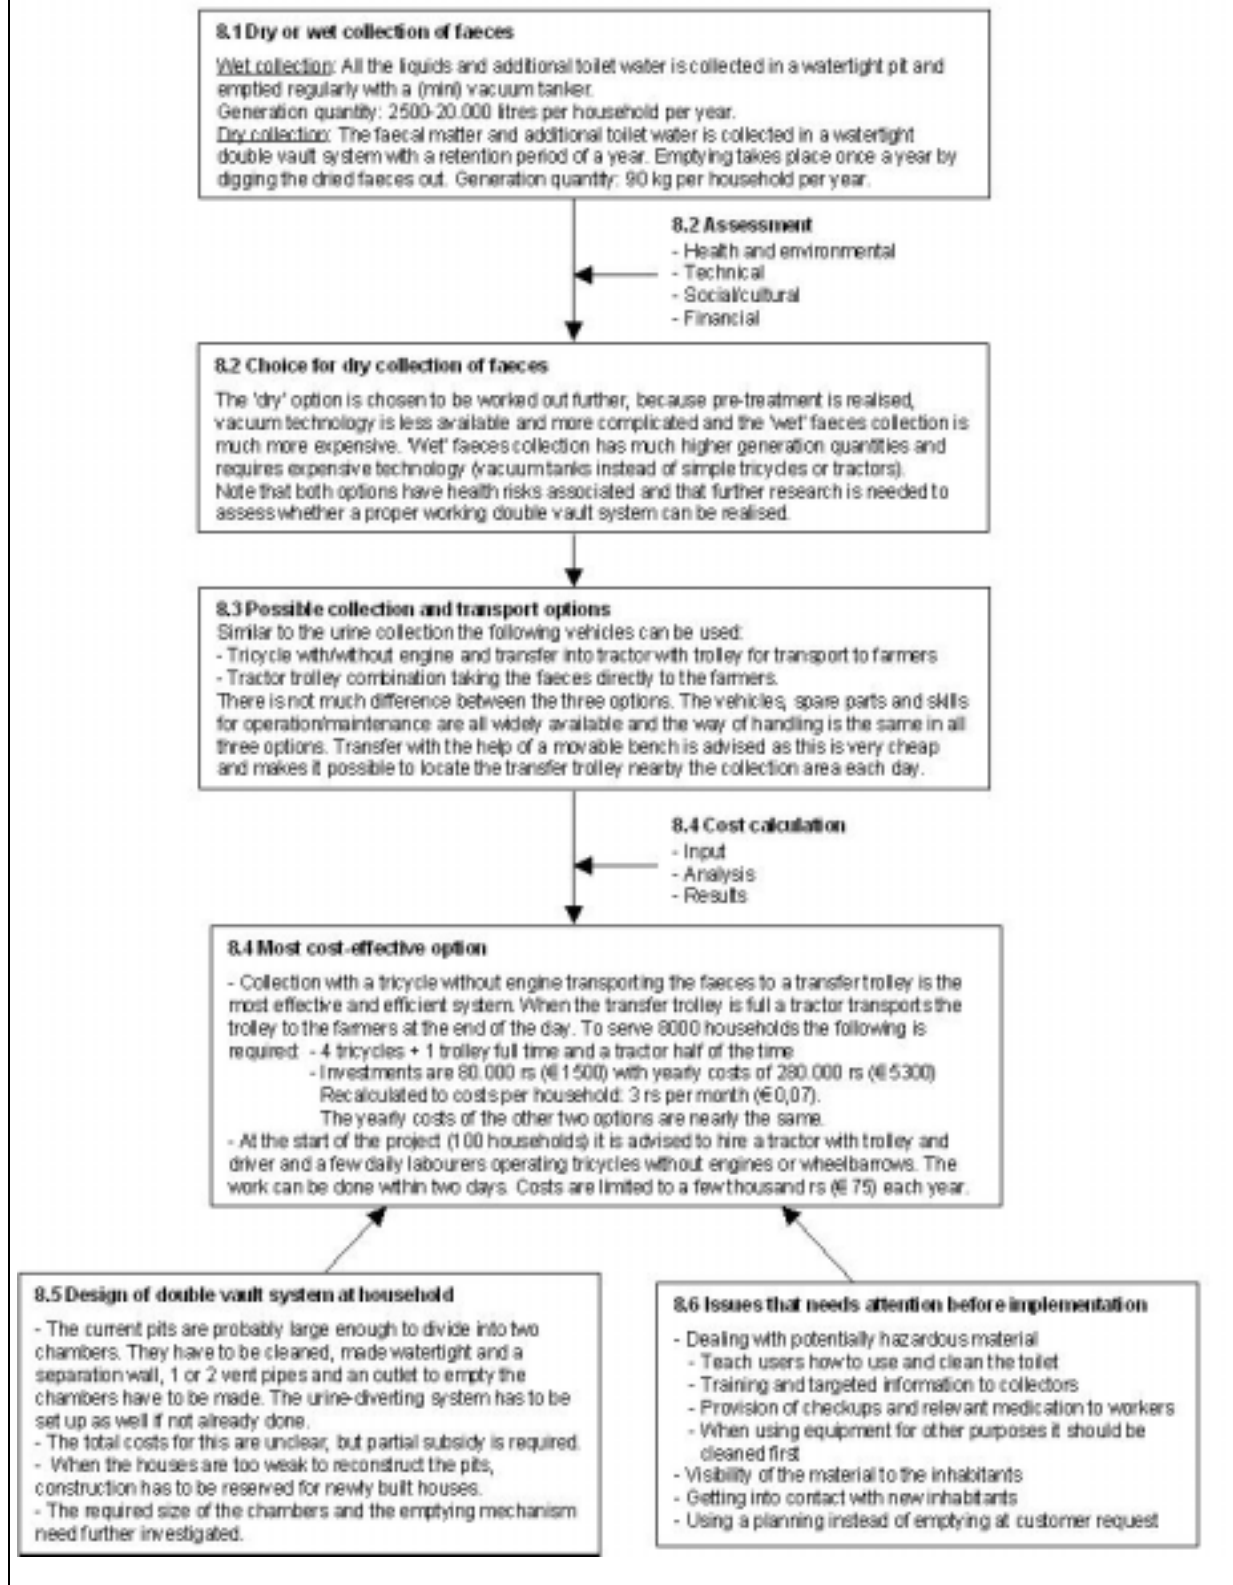 8.1 Dry or wet collection of faeces
Wet collection: All the liquids and additional toilet water is collected in a watertight pit and
emptied regularly with a (mini) vacuum tanker.
Generation quantity: 2500-20.000 litres per household per year.
Dry collection: The faecal matter and additional toilet water is collected in a watertight
double vault system with a retention period of a year. Emptying takes place once a year by
digging the dried faeces out. Generation quantity: 90 kg per household per year.
8.2 Assessment
- Health and environmental
- Technical
- Social/cultural
- Financial
8.2 Choice for dry collection of faeces
The 'dry' option is chosen to be worked out further, because pre-treatment is realised,
vacuum technology is less available and more complicated and the 'wet' faeces collection is
much more expensive. 'Wet' faeces collection has much higher generation quantities and
requires expensive technology (vacuum tanks instead of simple tricycles or tractors).
Note that both options have health risks associated and that further research is needed to
assess whether a proper working double vault system can be realised.
8.3 Possible collection and transport options
Similar to the urine collection the following vehicles can be used:
- Tricycle with/without engine and transfer into tractor with trolley for transport to farmers
- Tractor trolley combination taking the faeces directly to the farmers.
There is not much difference between the three options. The vehicles, spare parts and skills
for operation/maintenance are all widely available and the way of handling is the same in all
three options. Transfer with the help of a movable bench is advised as this is very cheap
and makes it possible to locate the transfer trolley nearby the collection area each day.
8.4 Cost calculation
- Input
- Analysis
- Results
8.4 Most cost-effective option
- Collection with a tricycle without engine transporting the faeces to a transfer trolley is the
most effective and efficient system. When the transfer trolley is full a tractor transports the
trolley to the farmers at the end of the day. To serve 8000 households the following is
required: - 4 tricycles + 1 trolley full time and a tractor half of the time
- Investments are 80.000 rs (€ 1500) with yearly costs of 280.000 rs (€ 5300)
Recalculated to costs per household: 3 rs per month (€ 0,07).
The yearly costs of the other two options are nearly the same.
- At the start of the project (100 households) it is advised to hire a tractor with trolley and
driver and a few daily labourers operating tricycles without engines or wheelbarrows. The
work can be done within two days. Costs are limited to a few thousand rs (€ 75) each year.
8.5 Design of double vault system at household
- The current pits are probably large enough to divide into two
chambers. They have to be cleaned, made watertight and a
separation wall, 1 or 2 vent pipes and an outlet to empty the
chambers have to be made. The urine-diverting system has to be
set up as well if not already done.
- The total costs for this are unclear, but partial subsidy is required.
- When the houses are too weak to reconstruct the pits,
construction has to be reserved for newly built houses.
- The required size of the chambers and the emptying mechanism
need further investigated.
8.6 Issues that needs attention before implementation
- Dealing with potentially hazardous material
- Teach users how to use and clean the toilet
- Training and targeted information to collectors
- Provision of checkups and relevant medication to workers
- When using equipment for other purposes it should be
cleaned first
- Visibility of the material to the inhabitants
- Getting into contact with new inhabitants
- Using a planning instead of emptying at customer request